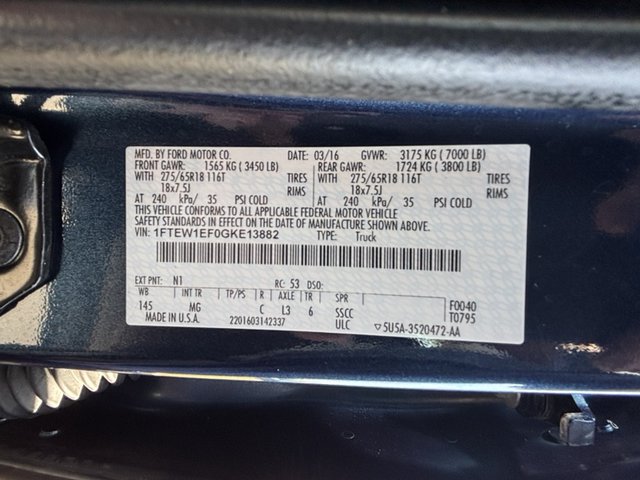 MFD. BY FORD MOTOR CO. DATE: 03/16 GVWR: 3175 KG ( 7000 LB)
FRONT GAWR: 1565 KG ( 3450 LB) REAR GAWR: 1724 KG ( 3800 LB)
WITH 275/65R18 116T TIRES WITH 275/65R18 116T TIRES
18x7.5J RIMS 18x7.5J RIMS
AT 240 kPa/ 35 PSI COLD AT 240 kPa/ 35 PSI COLD
THIS VEHICLE CONFORMS TO ALL APPLICABLE FEDERAL MOTOR VEHICLE
SAFETY STANDARDS IN EFFECT ON THE DATE OF MANUFACTURE SHOWN ABOVE.
VIN: 1FTEW1EF0GKE13882 TYPE: Truck
EXT PNT: N1 RC: 53 DSO:
WB INT TR TP/PS R AXLE TR SPR F0040
145 MG C L3 6 SSCC T0795
MADE IN U.S.A. 2201603142337 ULC ▽5U5A-3520472-AA